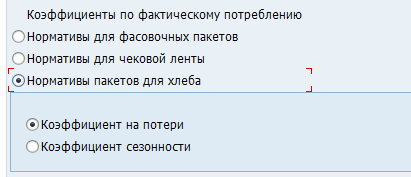 Коэффициенты по фактическому потреблению
Нормативы для фасовочных пакетов
Нормативы для чековой ленты
Нормативы пакетов для хлеба
Коэффициент на потери
Коэффициент сезонности